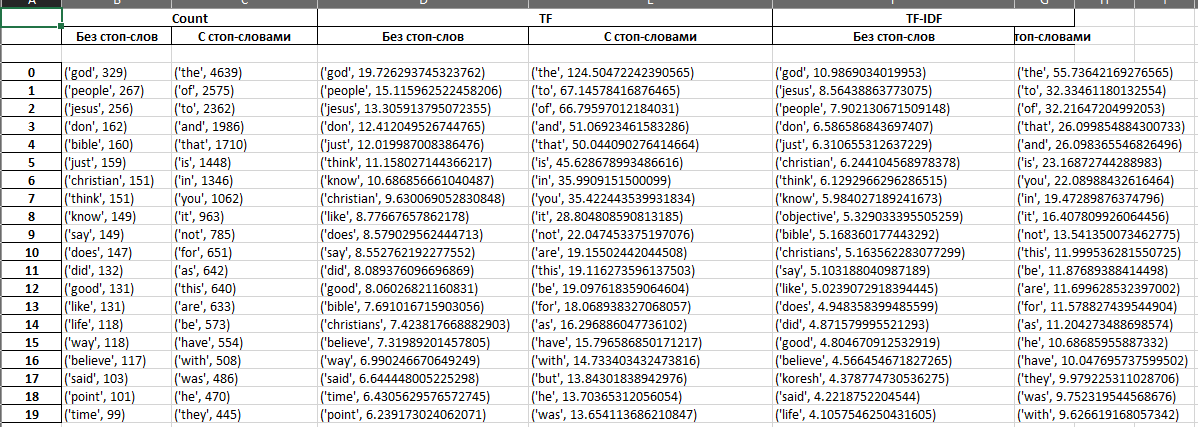 A B C D E F G H I
Count TF TF-IDF
Без стоп-слов С стоп-словами Без стоп-слов С стоп-словами Без стоп-слов топ-словами
0 ('god', 329) ('the', 4639) ('god', 19.726293745323762) ('the', 124.50472242390565) ('god', 10.9869034019953) ('the', 55.73642169276565)
1 ('people', 267) ('of', 2575) ('people', 15.115962522458206) ('to', 67.14578416876465) ('jesus', 8.56438863773075) ('to', 32.33461180132554)
2 ('jesus', 256) ('to', 2362) ('jesus', 13.305913795072355) ('of', 66.79597012184031) ('people', 7.902130671509148) ('of', 32.21647204992053)
3 ('don', 162) ('and', 1986) ('don', 12.412049526744765) ('and', 51.06923461583286) ('don', 6.586586843697407) ('that', 26.099854884300733)
4 ('bible', 160) ('that', 1710) ('just', 12.019987008386476) ('that', 50.044090276414664) ('just', 6.310655312637229) ('and', 26.098365546826496)
5 ('just', 159) ('is', 1448) ('think', 11.158027144366217) ('is', 45.628678993486616) ('christian', 6.244104568978378) ('is', 23.16872744288983)
6 ('christian', 151) ('in', 1346) ('know', 10.686856661040487) ('in', 35.9909151500099) ('think', 6.1292966296286515) ('you', 22.08988432616464)
7 ('think', 151) ('you', 1062) ('christian', 9.630069052830848) ('you', 35.422443539931834) ('know', 5.984027189241673) ('in', 19.47289876374796)
8 ('know', 149) ('it', 963) ('like', 8.77667657862178) ('it', 28.804808590813185) ('objective', 5.329033395505259) ('it', 16.407809926064456)
9 ('say', 149) ('not', 785) ('does', 8.579029562444713) ('not', 22.047453375197076) ('bible', 5.168360177443292) ('not', 13.541350073462775)
10 ('does', 147) ('for', 651) ('say', 8.552762192277552) ('are', 19.15502442044508) ('christians', 5.163562283077299) ('this', 11.999536281550725)
11 ('did', 132) ('as', 642) ('did', 8.089376096696869) ('this', 19.116273596137503) ('say', 5.103188040987189) ('be', 11.87689388414498)
12 ('good', 131) ('this', 640) ('good', 8.06026821160831) ('be', 19.097618359064604) ('like', 5.0239072918394445) ('are', 11.699628532397002)
13 ('like', 131) ('are', 633) ('bible', 7.691016715903056) ('for', 18.068938327068057) ('does', 4.948358399485599) ('for', 11.578827439544904)
14 ('life', 118) ('be', 573) ('christians', 7.423817668882903) ('as', 16.296886047736102) ('did', 4.871579995521293) ('as', 11.204273488698574)
15 ('way', 118) ('have', 554) ('believe', 7.31989201457805) ('have', 15.796586850171217) ('good', 4.804670912532919) ('he', 10.68685955887332)
16 ('believe', 117) ('with', 508) ('way', 6.990246670649249) ('with', 14.733403432473816) ('believe', 4.566454671827265) ('have', 10.047695737599502)
17 ('said', 103) ('was', 486) ('said', 6.644448005225298) ('but', 13.84301838942976) ('koresh', 4.378774730536275) ('they', 9.979225311028706)
18 ('point', 101) ('he', 470) ('time', 6.4305629576572745) ('he', 13.70365312056054) ('said', 4.2218752204544) ('was', 9.752319544568676)
19 ('time', 99) ('they', 445) ('point', 6.239173024062071) ('was', 13.654113686210847) ('life', 4.1057546250431605) ('with', 9.626619168057342)